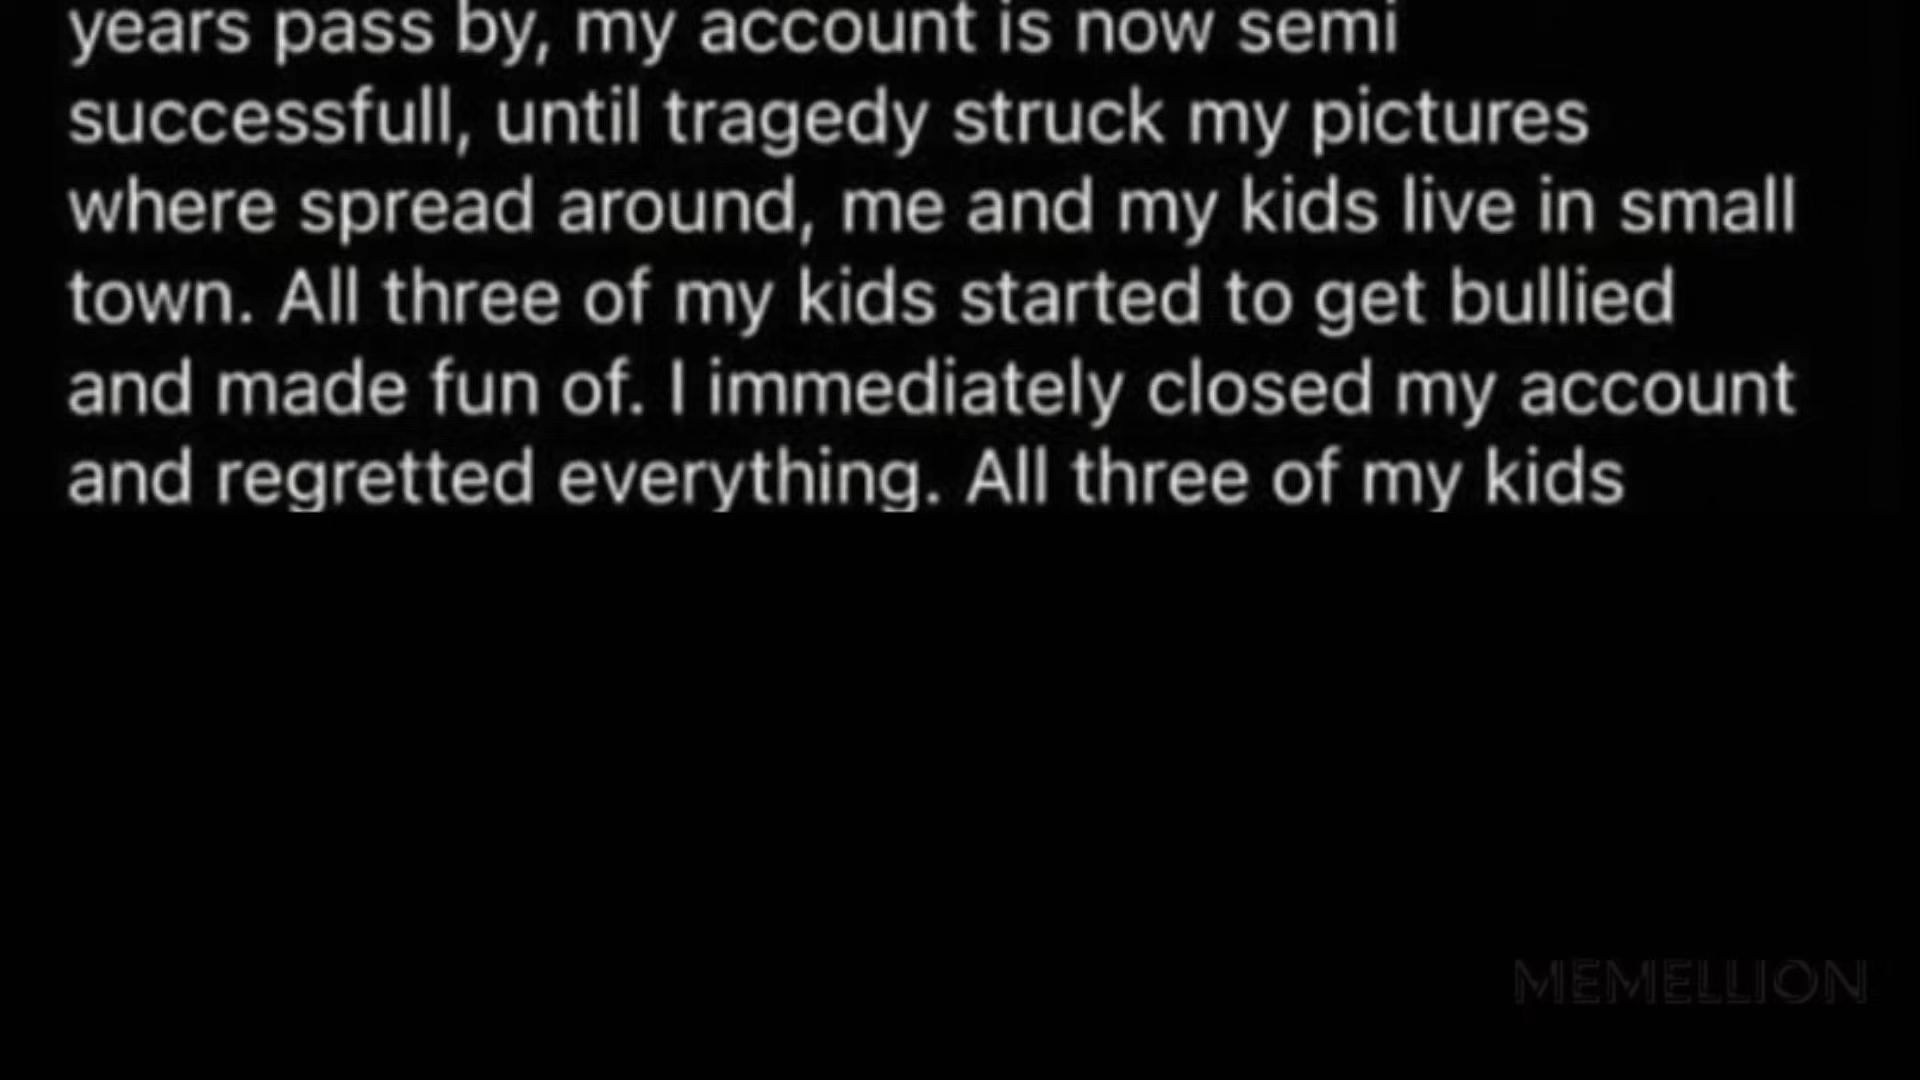 years pass by, my account is now semi
successfull, until tragedy struck my pictures
where spread around, me and my kids live in small
town. All three of my kids started to get bullied
and made fun of. I immediately closed my account
and regretted everything. All three of my kids
MEMELLION